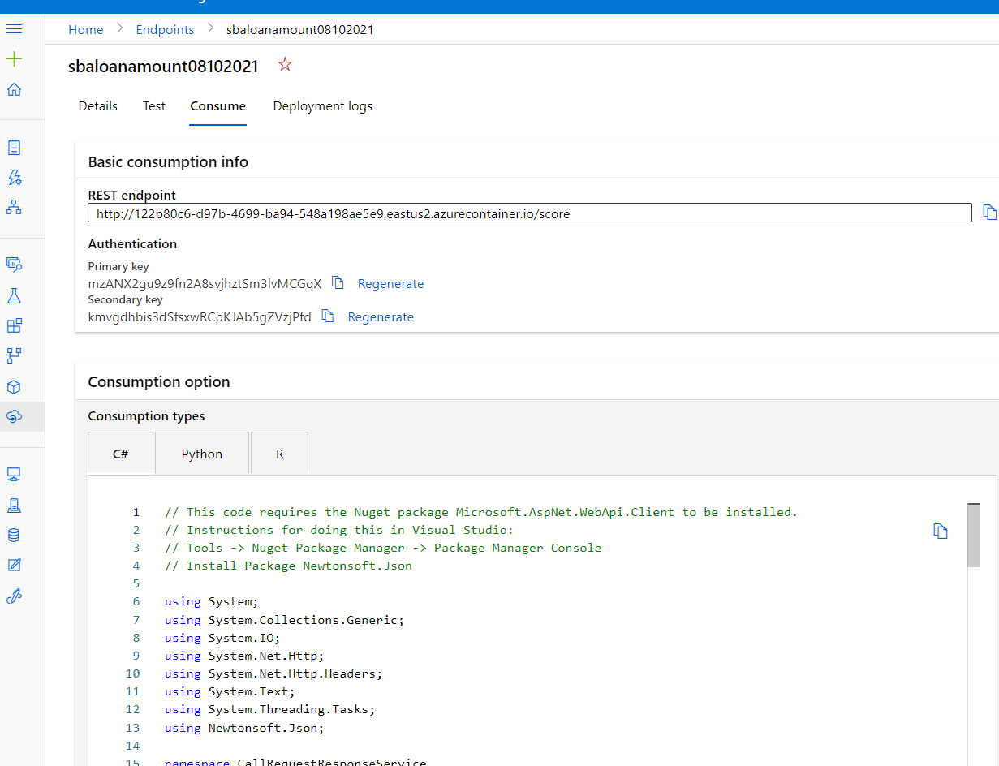 Home > Endpoints > sbaloanamount08102021
sbaloanamount08102021
Details Test Consume Deployment logs
Basic consumption info
REST endpoint
http://122b80c6-d97b-4699-ba94-548a198ae5e9.eastus2.azurecontainer.io/score
Authentication
Primary key
mzANX2gu9z9fn2A8svjhztSm3lvMCGqX Regenerate
Secondary key
kmvgdhbis3dSfsxwRCpKJAb5gZVzjPfd Regenerate
Consumption option
Consumption types
C# Python R
1 // This code requires the Nuget package Microsoft.AspNet.WebApi.Client to be installed.
2 // Instructions for doing this in Visual Studio:
3 // Tools -> Nuget Package Manager -> Package Manager Console
4 // Install-Package Newtonsoft.Json
5
6 using System;
7 using System.Collections.Generic;
8 using System.IO;
9 using System.Net.Http;
10 using System.Net.Http.Headers;
11 using System.Text;
12 using System.Threading.Tasks;
13 using Newtonsoft.Json;
14
15 namespace CallRequestResponseService